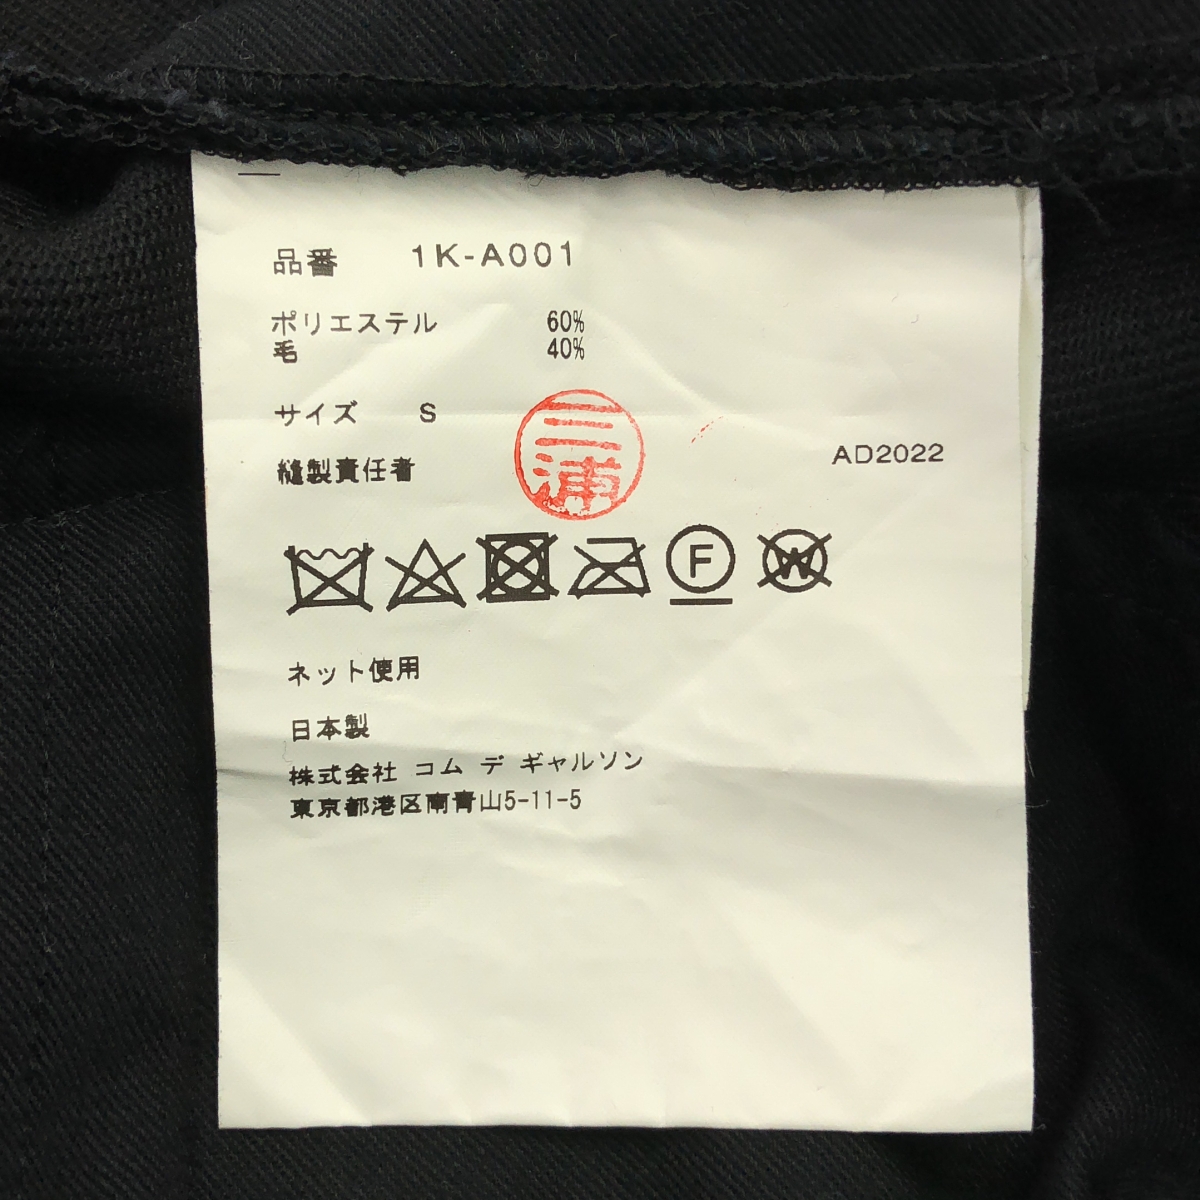 品番 1K-A001
ポリエステル 60%
毛 40%
サイズ S
三浦
縫製責任者
AD2022
F W
ネット使用
日本製
株式会社 コム デ ギャルソン
東京都港区南青山5-11-5